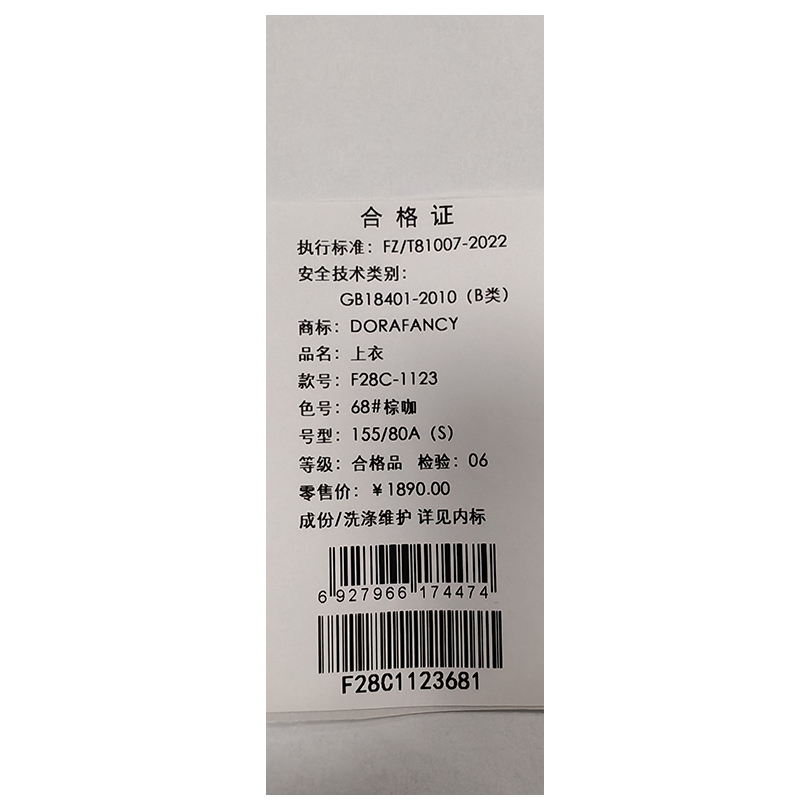 合格证
执行标准：FZ/T81007-2022
安全技术类别：
GB18401-2010（B类）
商标：DORAFANCY
品名：上衣
款号：F28C-1123
色号：68#棕咖
号型：155/80A（S）
等级：合格品 检验：06
零售价：￥1890.00
成份/洗涤维护 详见内标
6 927966 174474
F28C1123681